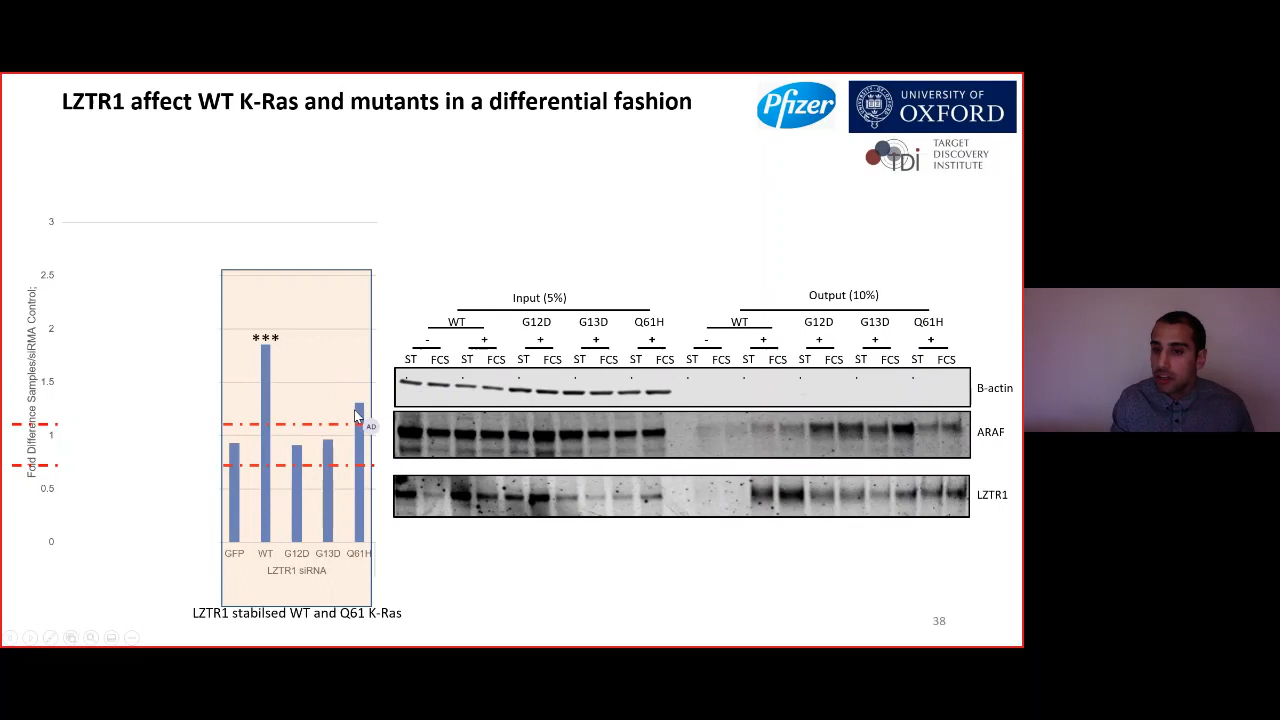 LZTR1 affect WT K-Ras and mutants in a differential fashion
Pfizer
UNIVERSITY OF
OXFORD
TDI
TARGET
DISCOVERY
INSTITUTE
Fold Difference Samples/siRMA Control;
3
2.5
2
1.5
1
0.5
0
***
AD
GFP WT G12D G13D Q61H
LZTR1 siRNA
LZTR1 stabilsed WT and Q61 K-Ras
Input (5%)
WT G12D G13D Q61H
- + + + +
ST FCS ST FCS ST FCS ST FCS ST FCS
Output (10%)
WT G12D G13D Q61H
- + + + +
ST FCS ST FCS ST FCS ST FCS ST FCS
B-actin
ARAF
LZTR1
38